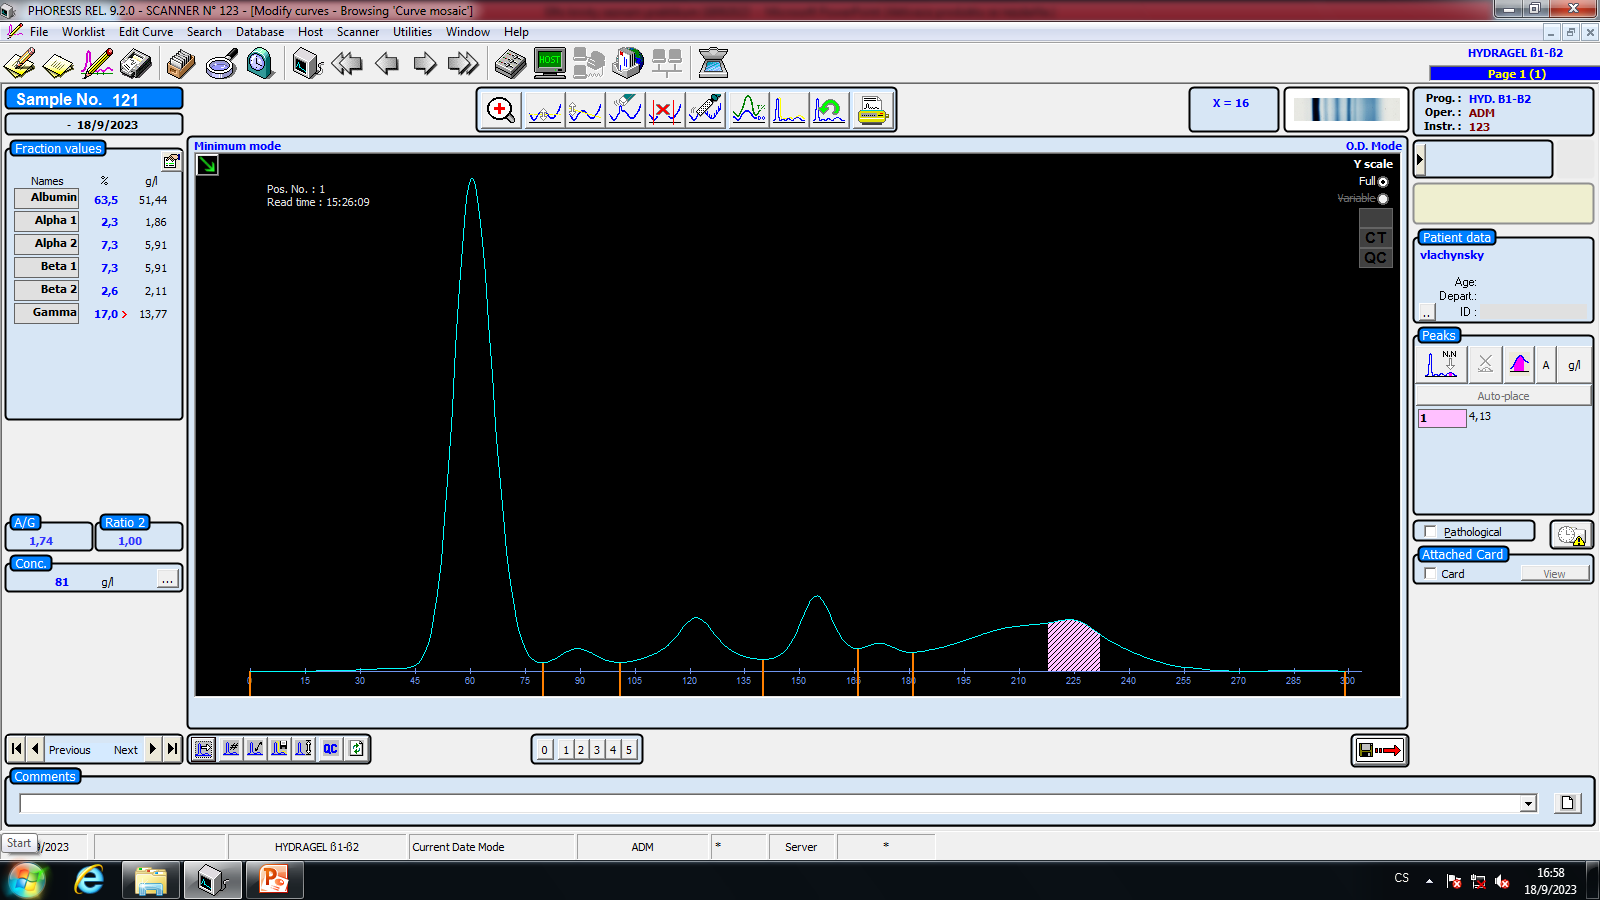 PHORESIS REL. 9.2.0 - SCANNER N° 123 - [Modify curves - Browsing 'Curve mosaic']
File Worklist Edit Curve Search Database Host Scanner Utilities Window Help
HOST
HYDRAGEL ß1-ß2
Page 1 (1)
Sample No. 121
- 18/9/2023
X = 16
Prog.: HYD. B1-B2
Oper.: ADM
Instr.: 123
Fraction values
Names % g/l
Albumin 63,5 51,44
Alpha 1 2,3 1,86
Alpha 2 7,3 5,91
Beta 1 7,3 5,91
Beta 2 2,6 2,11
Gamma 17,0 > 13,77
A/G
1,74
Ratio 2
1,00
Conc.
81 g/l ...
Minimum mode
O.D. Mode
Y scale
Full
Variable
CT
QC
Pos. No. : 1
Read time : 15:26:09
0 15 30 45 60 75 90 105 120 135 150 165 180 195 210 225 240 255 270 285 300
Patient data
vlachynsky
Age:
Depart.:
.. ID :
Peaks
N.N
A g/l
Auto-place
1 4,13
Pathological
Attached Card
Card View
Previous Next
QC
0 1 2 3 4 5
Comments
Start
9/2023 HYDRAGEL ß1-ß2 Current Date Mode ADM * Server *
CS
16:58
18/9/2023